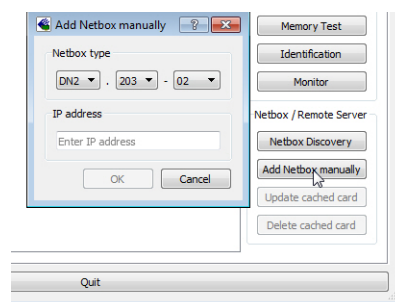 Add Netbox manually
Netbox type
DN2 . 203 - 02
IP address
Enter IP address
OK Cancel
Memory Test
Identification
Monitor
Netbox / Remote Server
Netbox Discovery
Add Netbox manually
Update cached card
Delete cached card
Quit